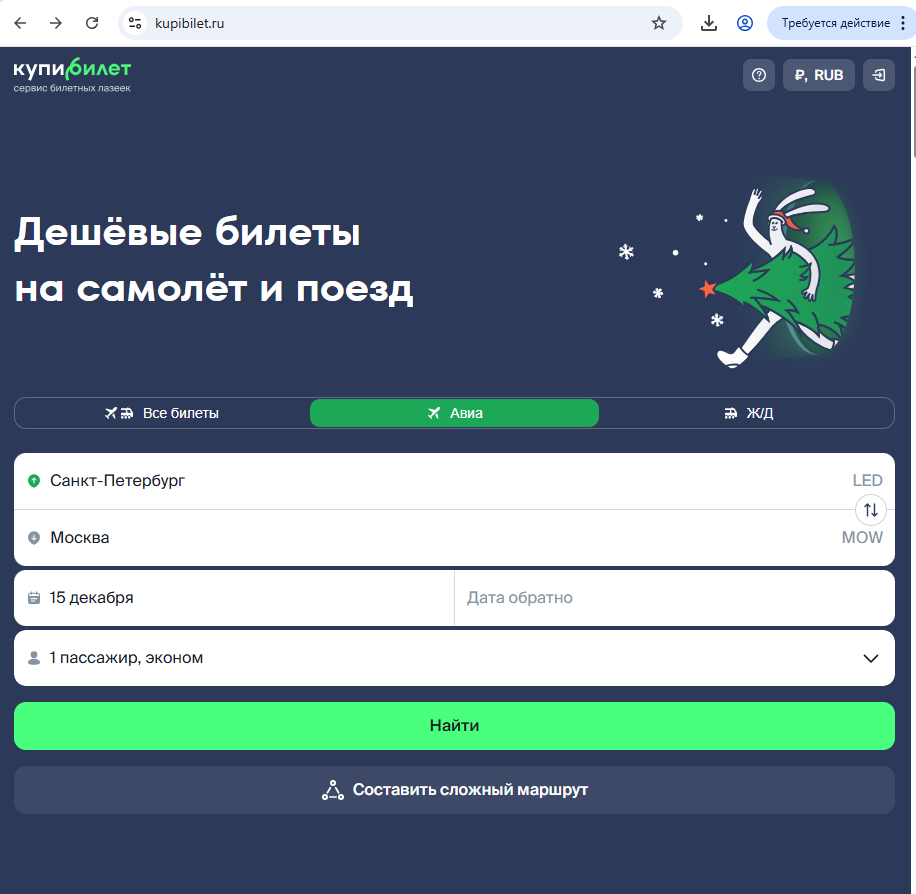 kupibilet.ru
Требуется действие
купибилет
сервис билетных лазеек
₽, RUB
Дешёвые билеты
на самолёт и поезд
Все билеты
Авиа
Ж/Д
Санкт-Петербург
LED
Москва
MOW
15 декабря
Дата обратно
1 пассажир, эконом
Найти
Составить сложный маршрут